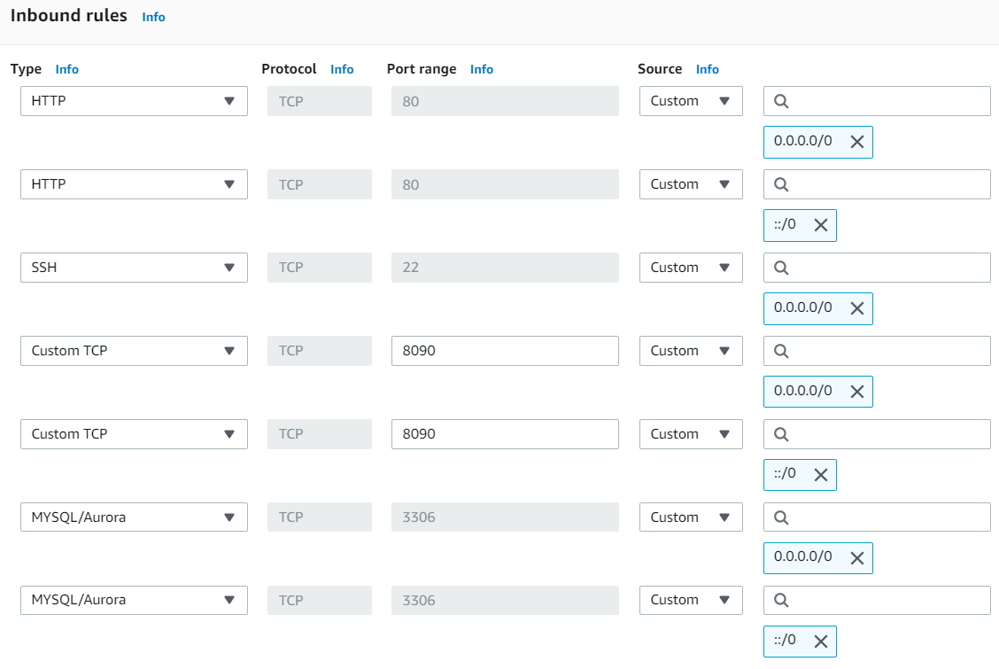 Inbound rules Info
Type Info Protocol Info Port range Info Source Info
HTTP TCP 80 Custom
0.0.0.0/0
HTTP TCP 80 Custom
::/0
SSH TCP 22 Custom
0.0.0.0/0
Custom TCP TCP 8090 Custom
0.0.0.0/0
Custom TCP TCP 8090 Custom
::/0
MYSQL/Aurora TCP 3306 Custom
0.0.0.0/0
MYSQL/Aurora TCP 3306 Custom
::/0